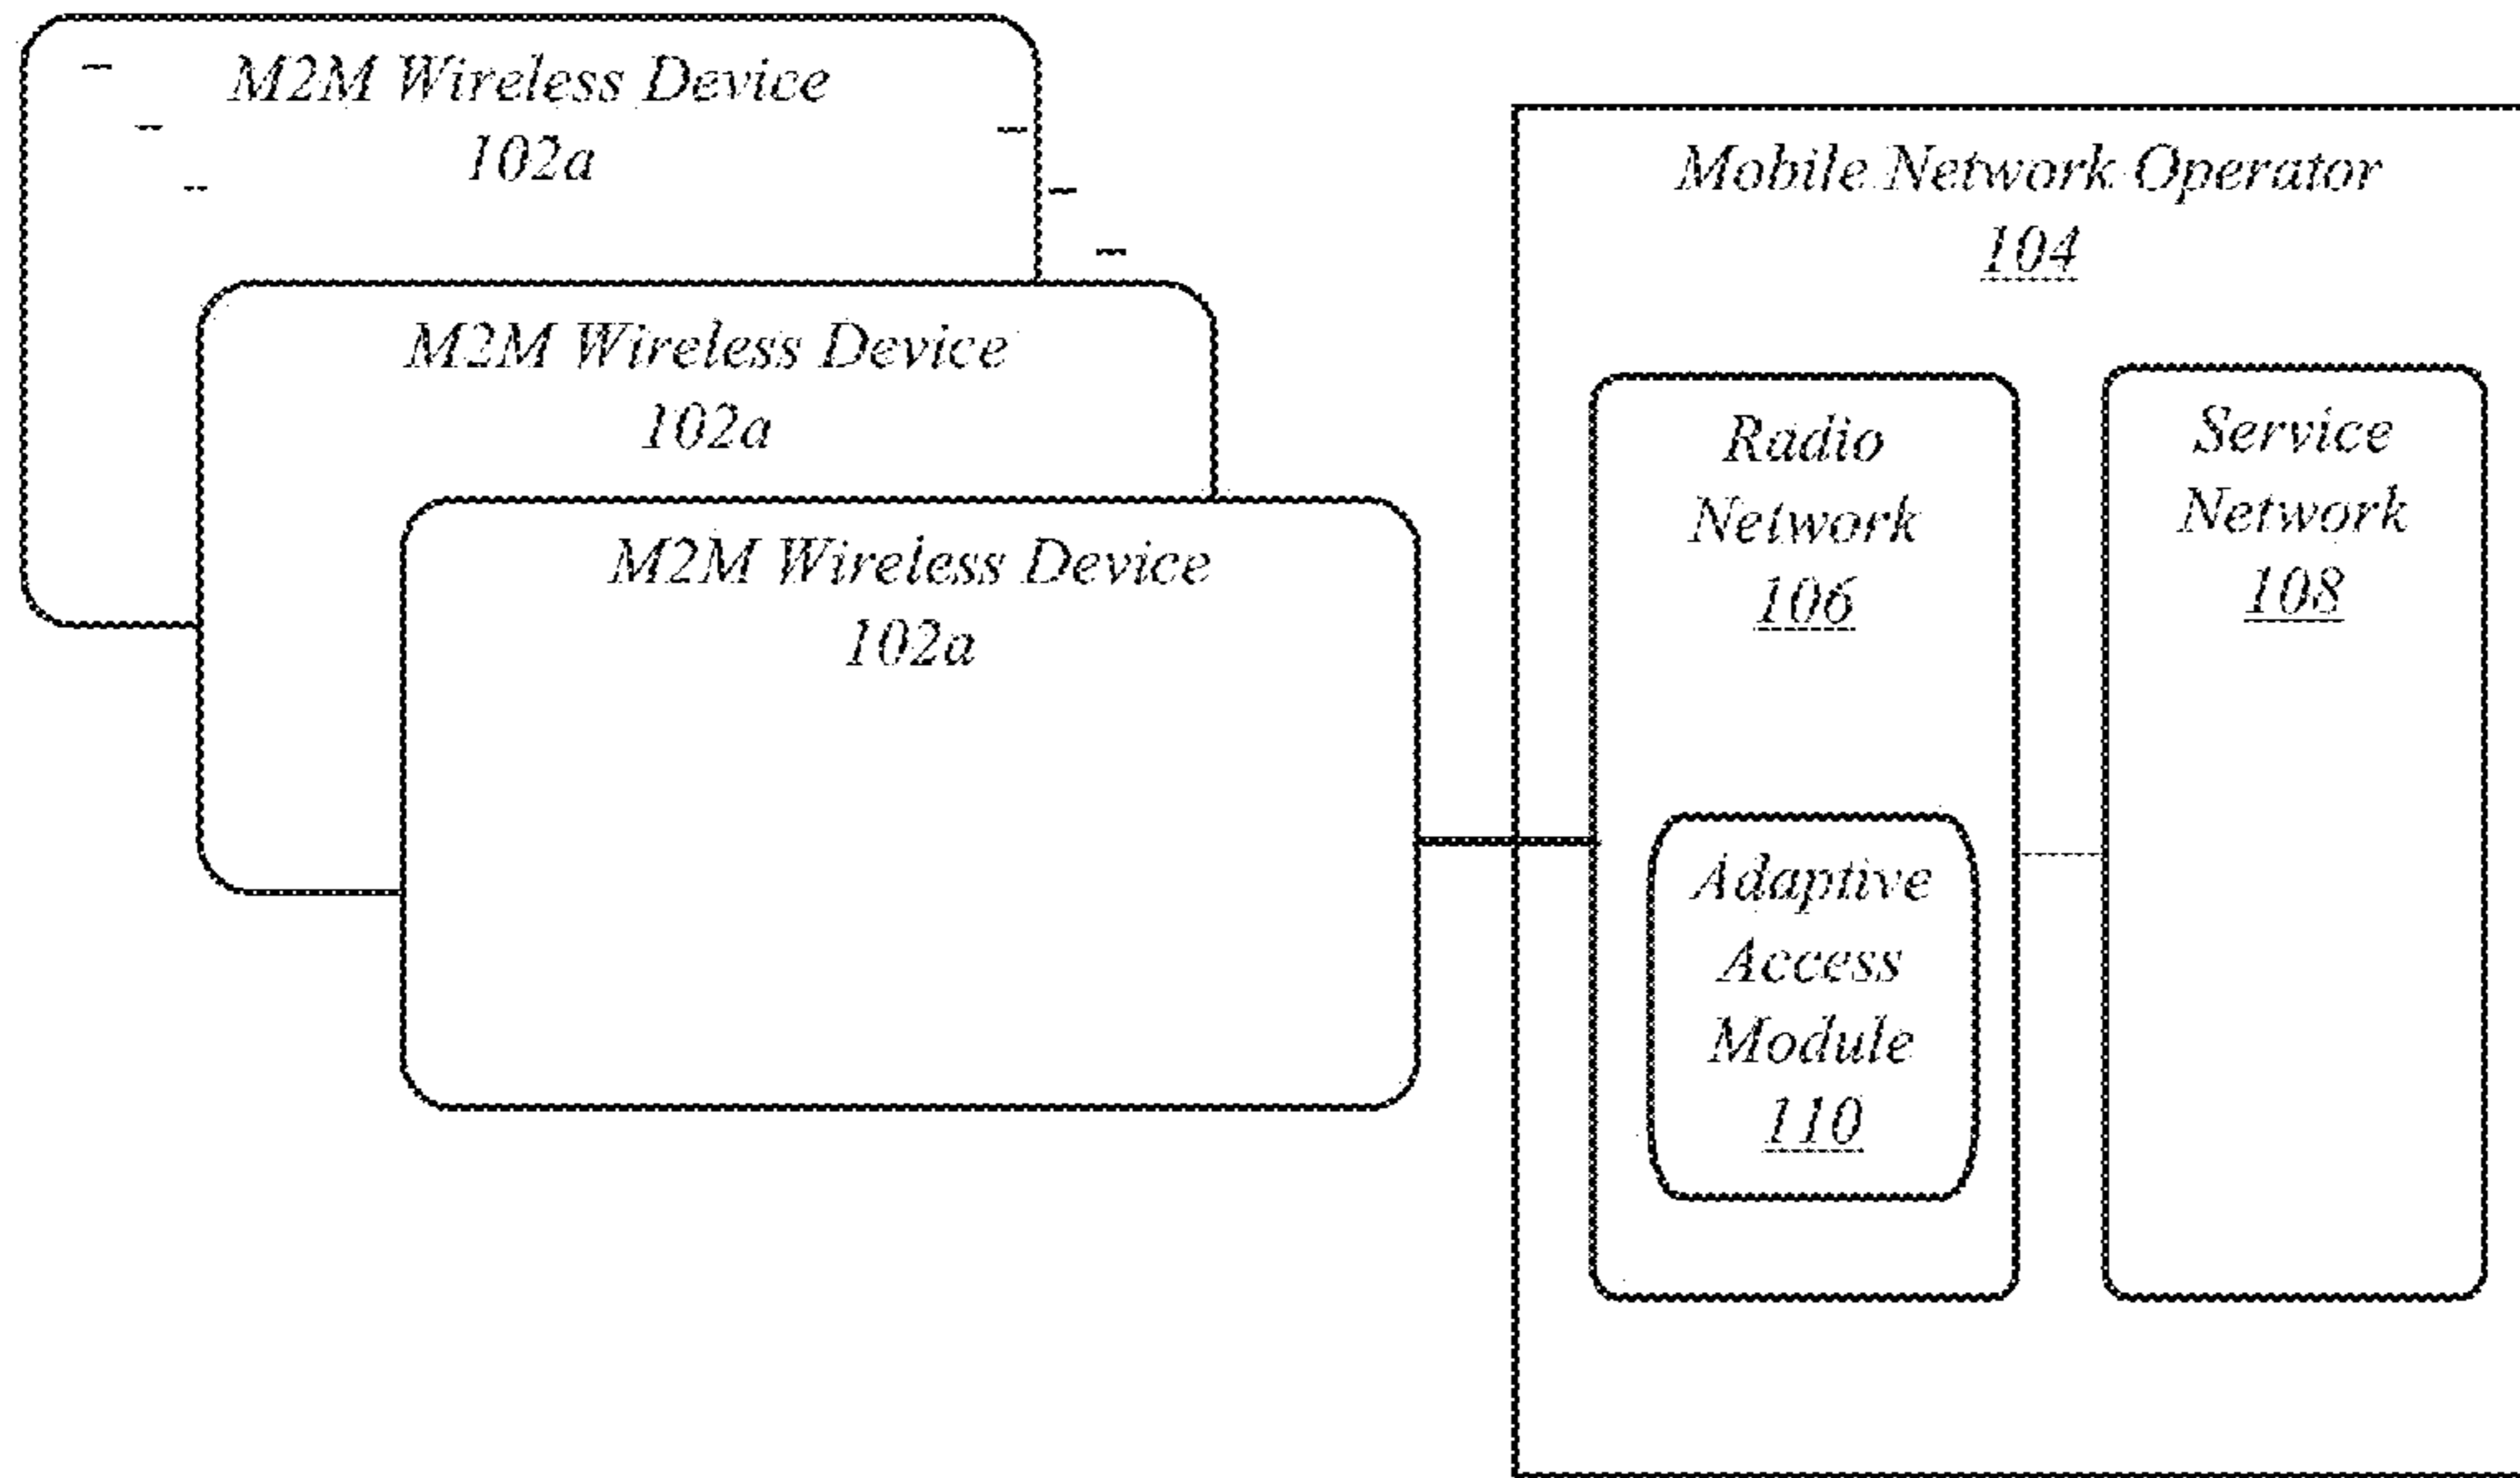 M2M Wireless Device
102a
M2M Wireless Device
102a
M2M Wireless Device
102a
Mobile Network Operator
104
Radio
Network
106
Adaptive
Access
Module
110
Service
Network
108